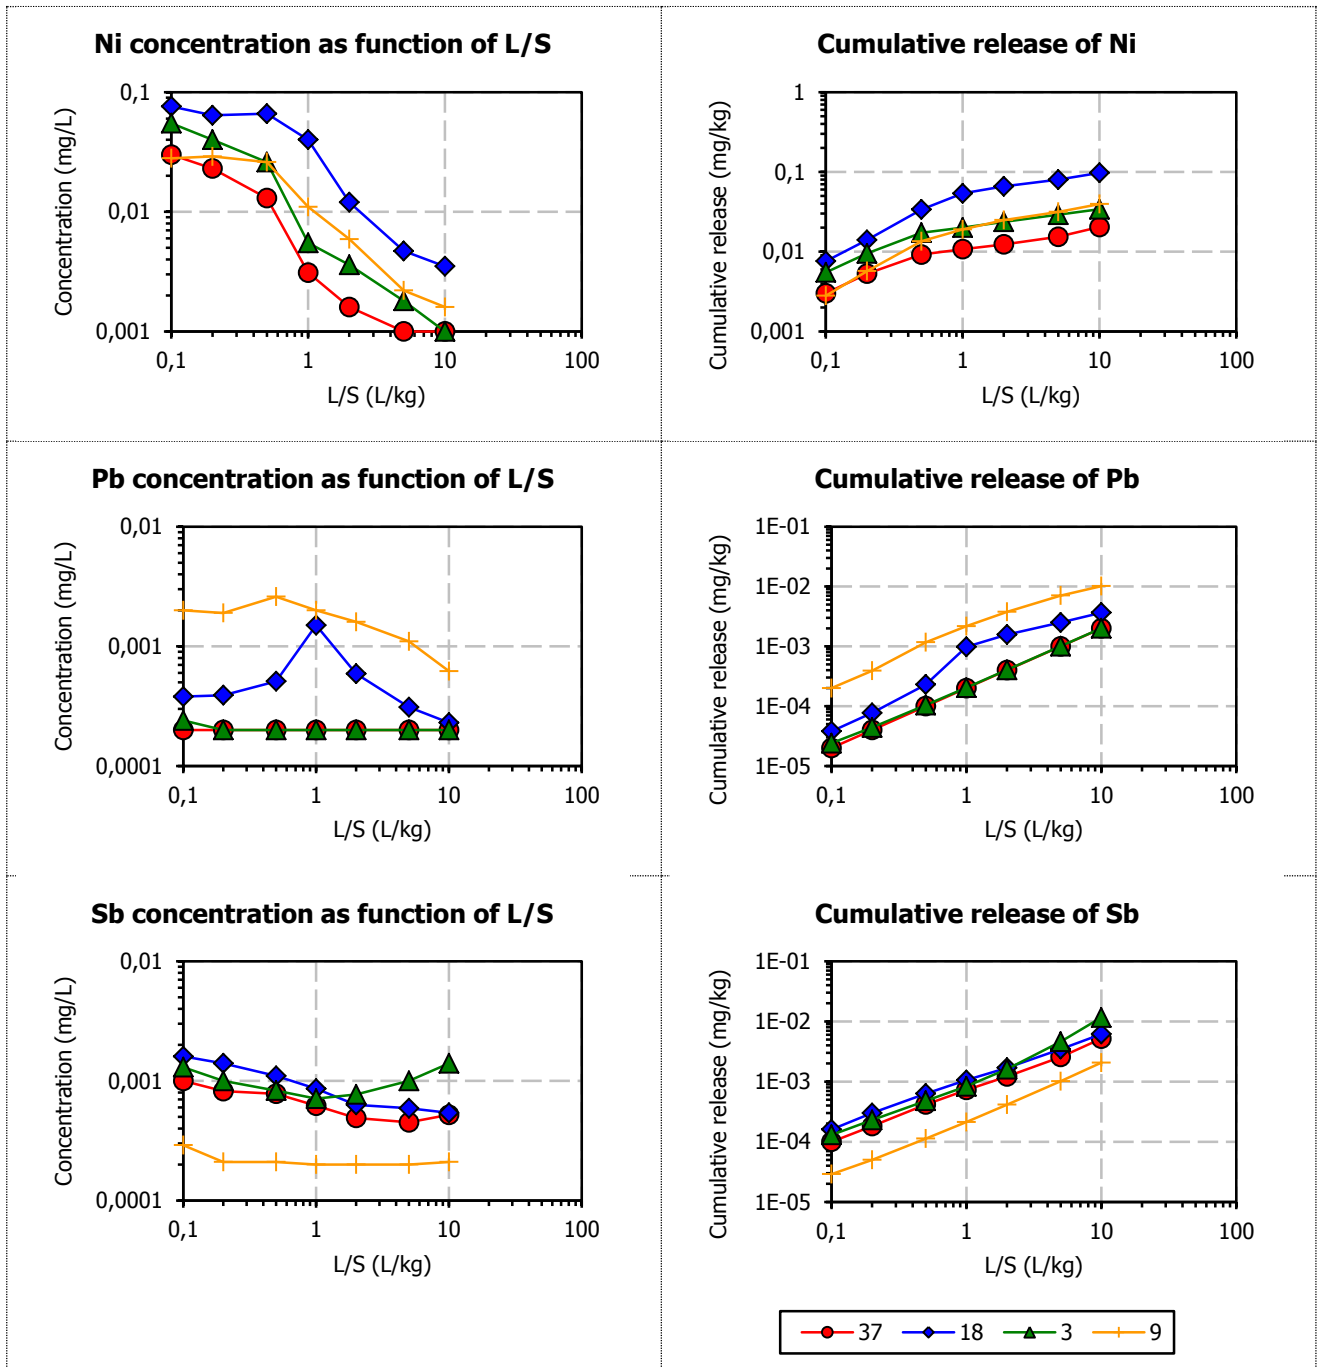 Ni concentration as function of L/S
Concentration (mg/L)
0,1
0,01
0,001
0,1 1 10 100
L/S (L/kg)
Cumulative release of Ni
Cumulative release (mg/kg)
1
0,1
0,01
0,001
0,1 1 10 100
L/S (L/kg)
Pb concentration as function of L/S
Concentration (mg/L)
0,01
0,001
0,0001
0,1 1 10 100
L/S (L/kg)
Cumulative release of Pb
Cumulative release (mg/kg)
1E-01
1E-02
1E-03
1E-04
1E-05
0,1 1 10 100
L/S (L/kg)
Sb concentration as function of L/S
Concentration (mg/L)
0,01
0,001
0,0001
0,1 1 10 100
L/S (L/kg)
Cumulative release of Sb
Cumulative release (mg/kg)
1E-01
1E-02
1E-03
1E-04
1E-05
0,1 1 10 100
L/S (L/kg)
37 18 3 9